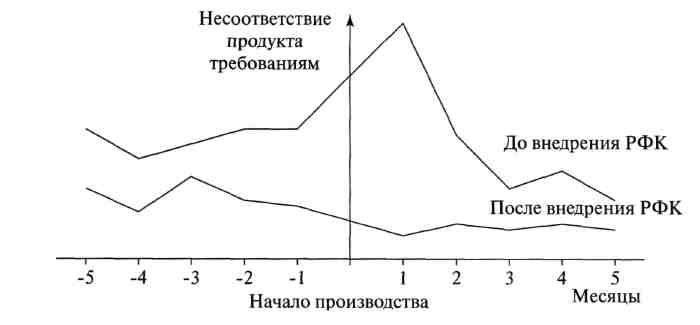 Несоответствие
продукта
требованиям
До внедрения РФК
После внедрения РФК
-5 -4 -3 -2 -1 1 2 3 4 5
Начало производства
Месяцы